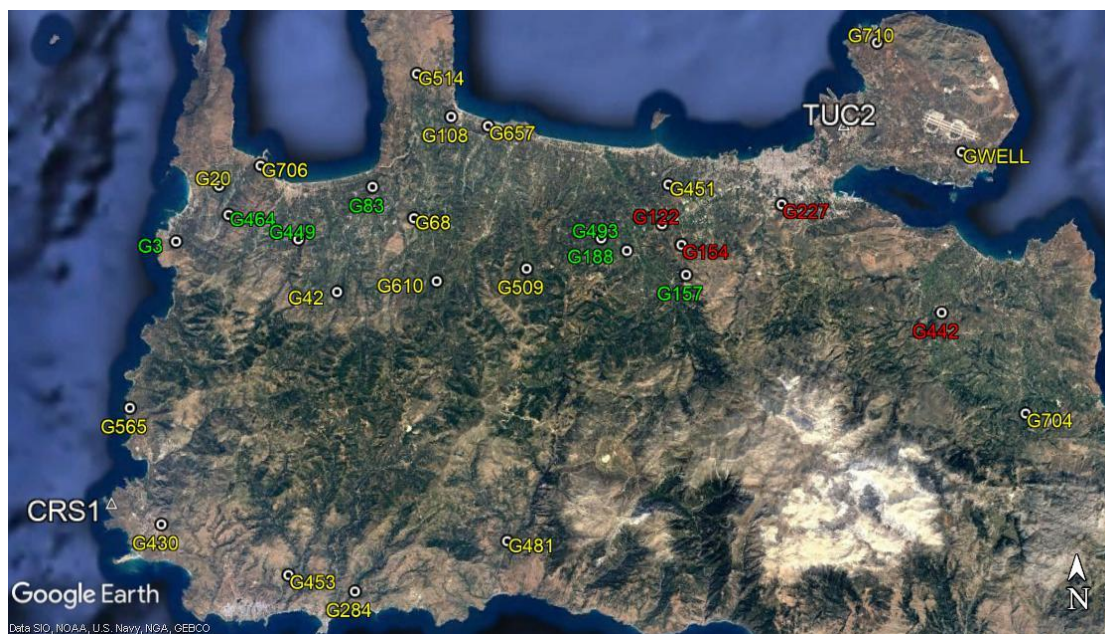 G710
G514
TUC2
G108
G657
GWELL
G706
G20
G83
G451
G464
G68
G122
G227
G449
G493
G3
G188
G154
G42
G610
G509
G157
G442
G565
G704
CRS1
G430
G481
G453
G284
Google Earth
N
Data SIO, NOAA, U.S. Navy, NGA, GEBCO